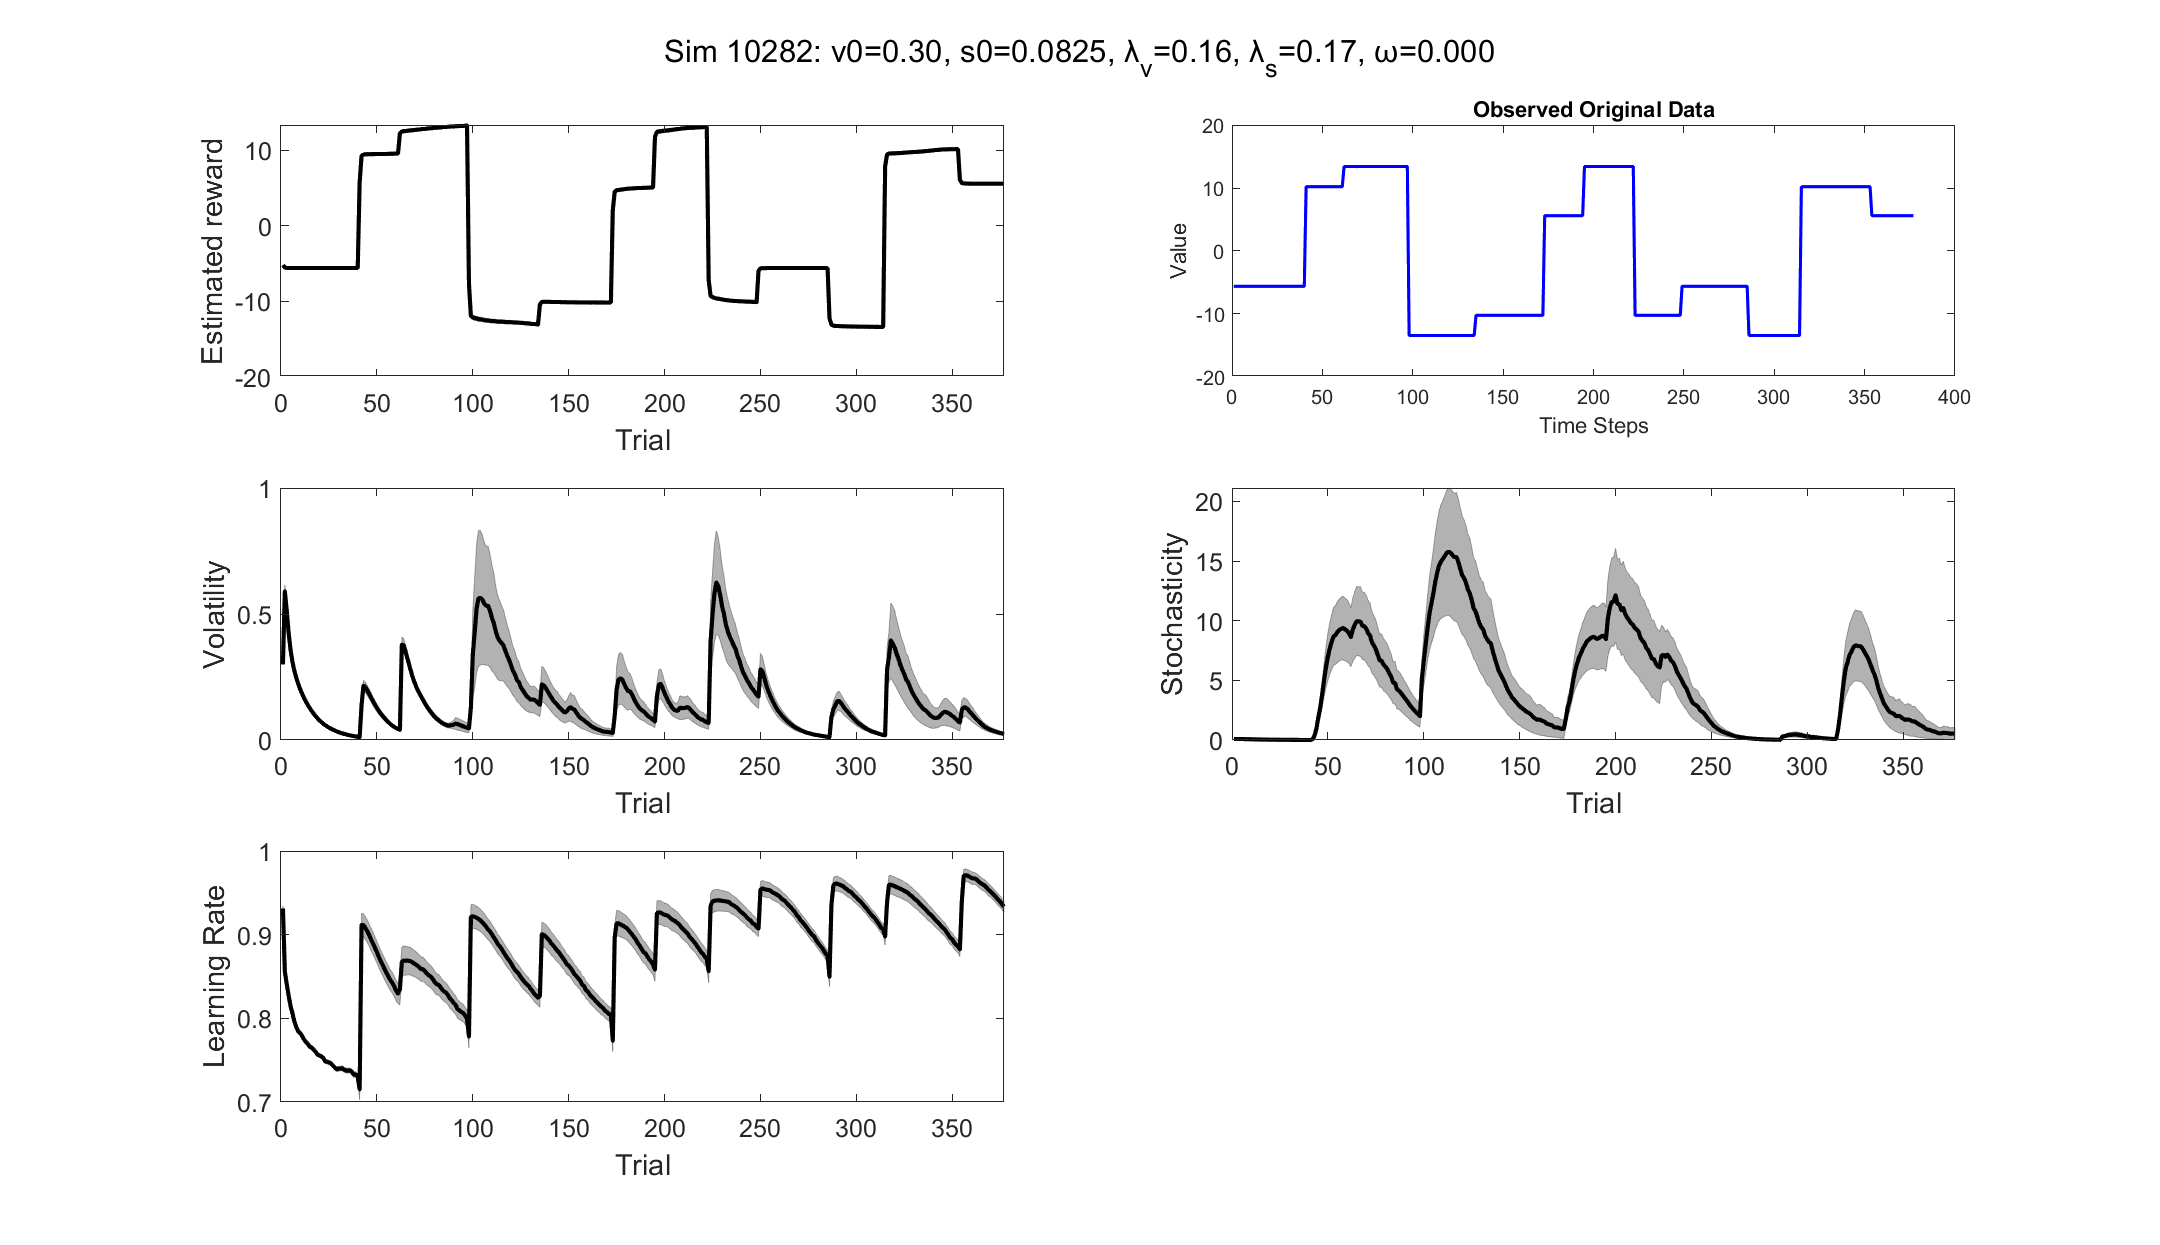 Sim 10282: v0=0.30, s0=0.0825, λ_v=0.16, λ_s=0.17, ω=0.000
Estimated reward
10
0
-10
-20
0 50 100 150 200 250 300 350
Trial
Observed Original Data
Value
20
10
0
-10
-20
0 50 100 150 200 250 300 350 400
Time Steps
Volatility
1
0.5
0
0 50 100 150 200 250 300 350
Trial
Stochasticity
20
15
10
5
0
0 50 100 150 200 250 300 350
Trial
Learning Rate
1
0.9
0.8
0.7
0 50 100 150 200 250 300 350
Trial